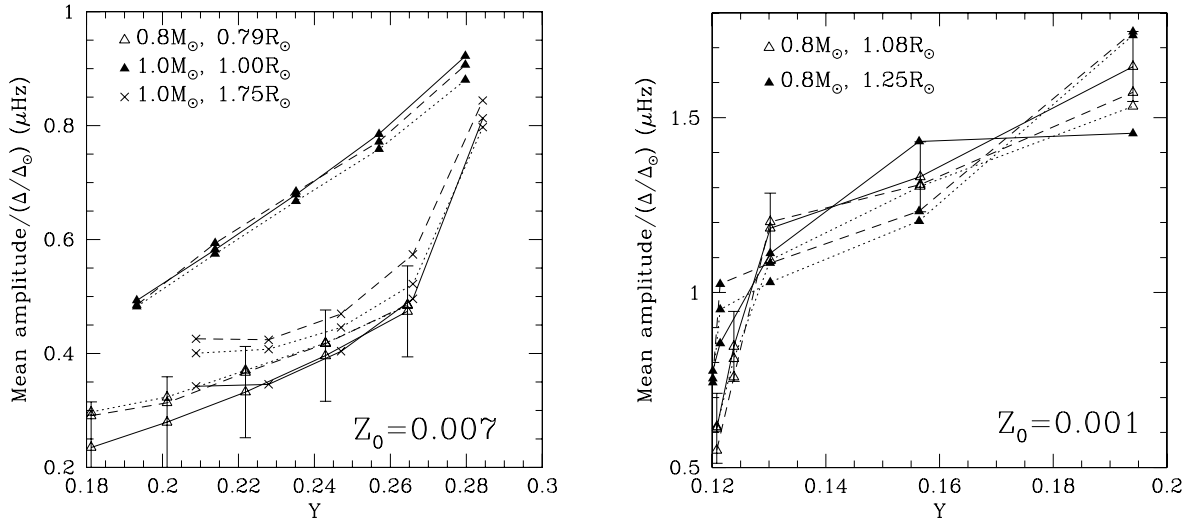 Mean amplitude/(Δ/Δ☉) (μHz)
1
0.8
0.6
0.4
0.2
△ 0.8M☉, 0.79R☉
▲ 1.0M☉, 1.00R☉
× 1.0M☉, 1.75R☉
Z₀=0.007
0.18 0.2 0.22 0.24 0.26 0.28 0.3
Y
Mean amplitude/(Δ/Δ☉) (μHz)
1.5
1
0.5
△ 0.8M☉, 1.08R☉
▲ 0.8M☉, 1.25R☉
Z₀=0.001
0.12 0.14 0.16 0.18 0.2
Y